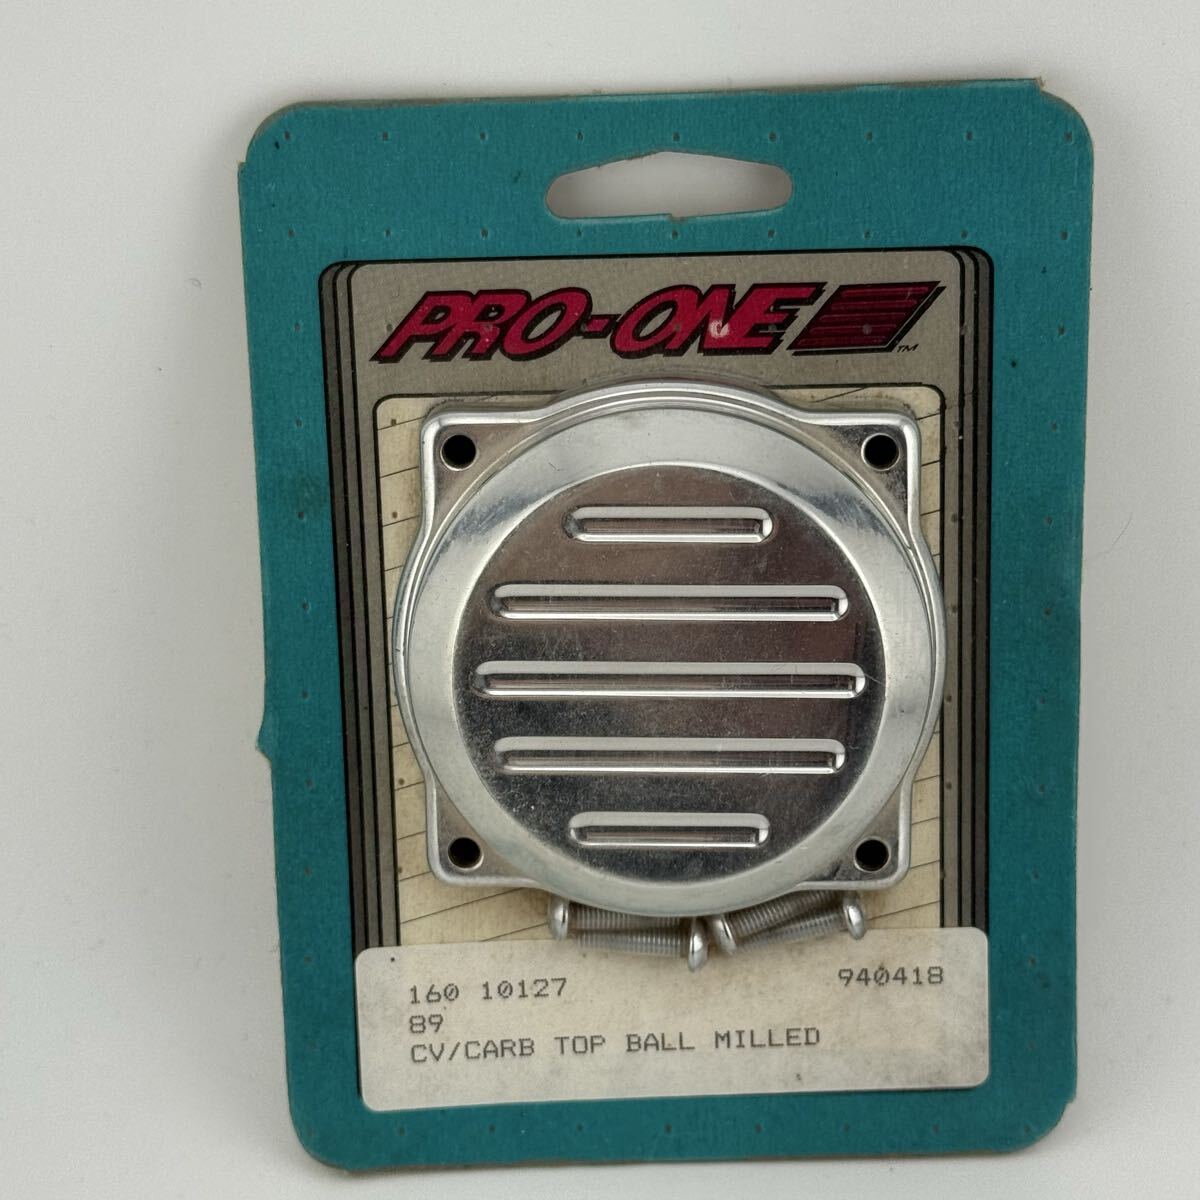 PRO-ONE
TM
160 10127 940418
89
CV/CARB TOP BALL MILLED